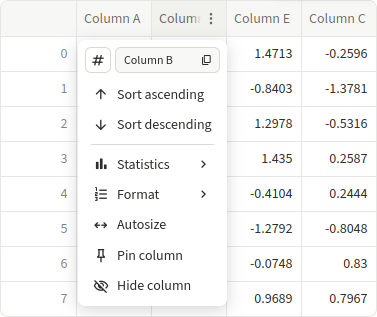 Column A Colum Column E Column C
0 1.4713 -0.2596
# Column B
1 -0.8403 -1.3781
Sort ascending
2 1.2978 -0.5316
Sort descending
3 1.435 0.2587
Statistics
4 -0.4104 0.2444
Format
5 -1.2792 -0.8048
Autosize
6 -0.0748 0.83
Pin column
7 0.9689 0.7967
Hide column